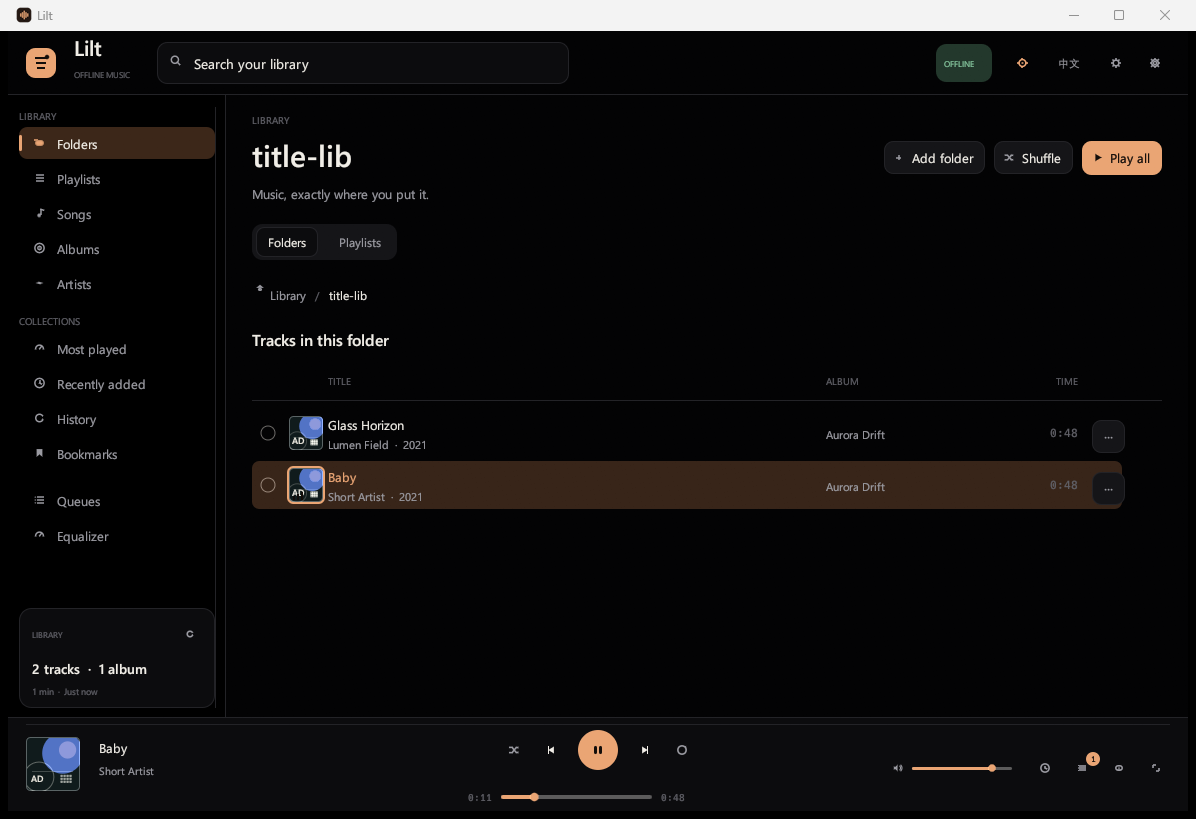 Lilt
Lilt
OFFLINE MUSIC
Search your library
OFFLINE
中文
LIBRARY
Folders
Playlists
Songs
Albums
Artists
COLLECTIONS
Most played
Recently added
History
Bookmarks
Queues
Equalizer
LIBRARY
2 tracks · 1 album
1 min · Just now
LIBRARY
title-lib
Music, exactly where you put it.
+ Add folder
Shuffle
Play all
Folders
Playlists
Library / title-lib
Tracks in this folder
TITLE ALBUM TIME
AD
Glass Horizon
Lumen Field · 2021
Aurora Drift
0:48
...
AD
Baby
Short Artist · 2021
Aurora Drift
0:48
...
AD
Baby
Short Artist
0:11
0:48
1